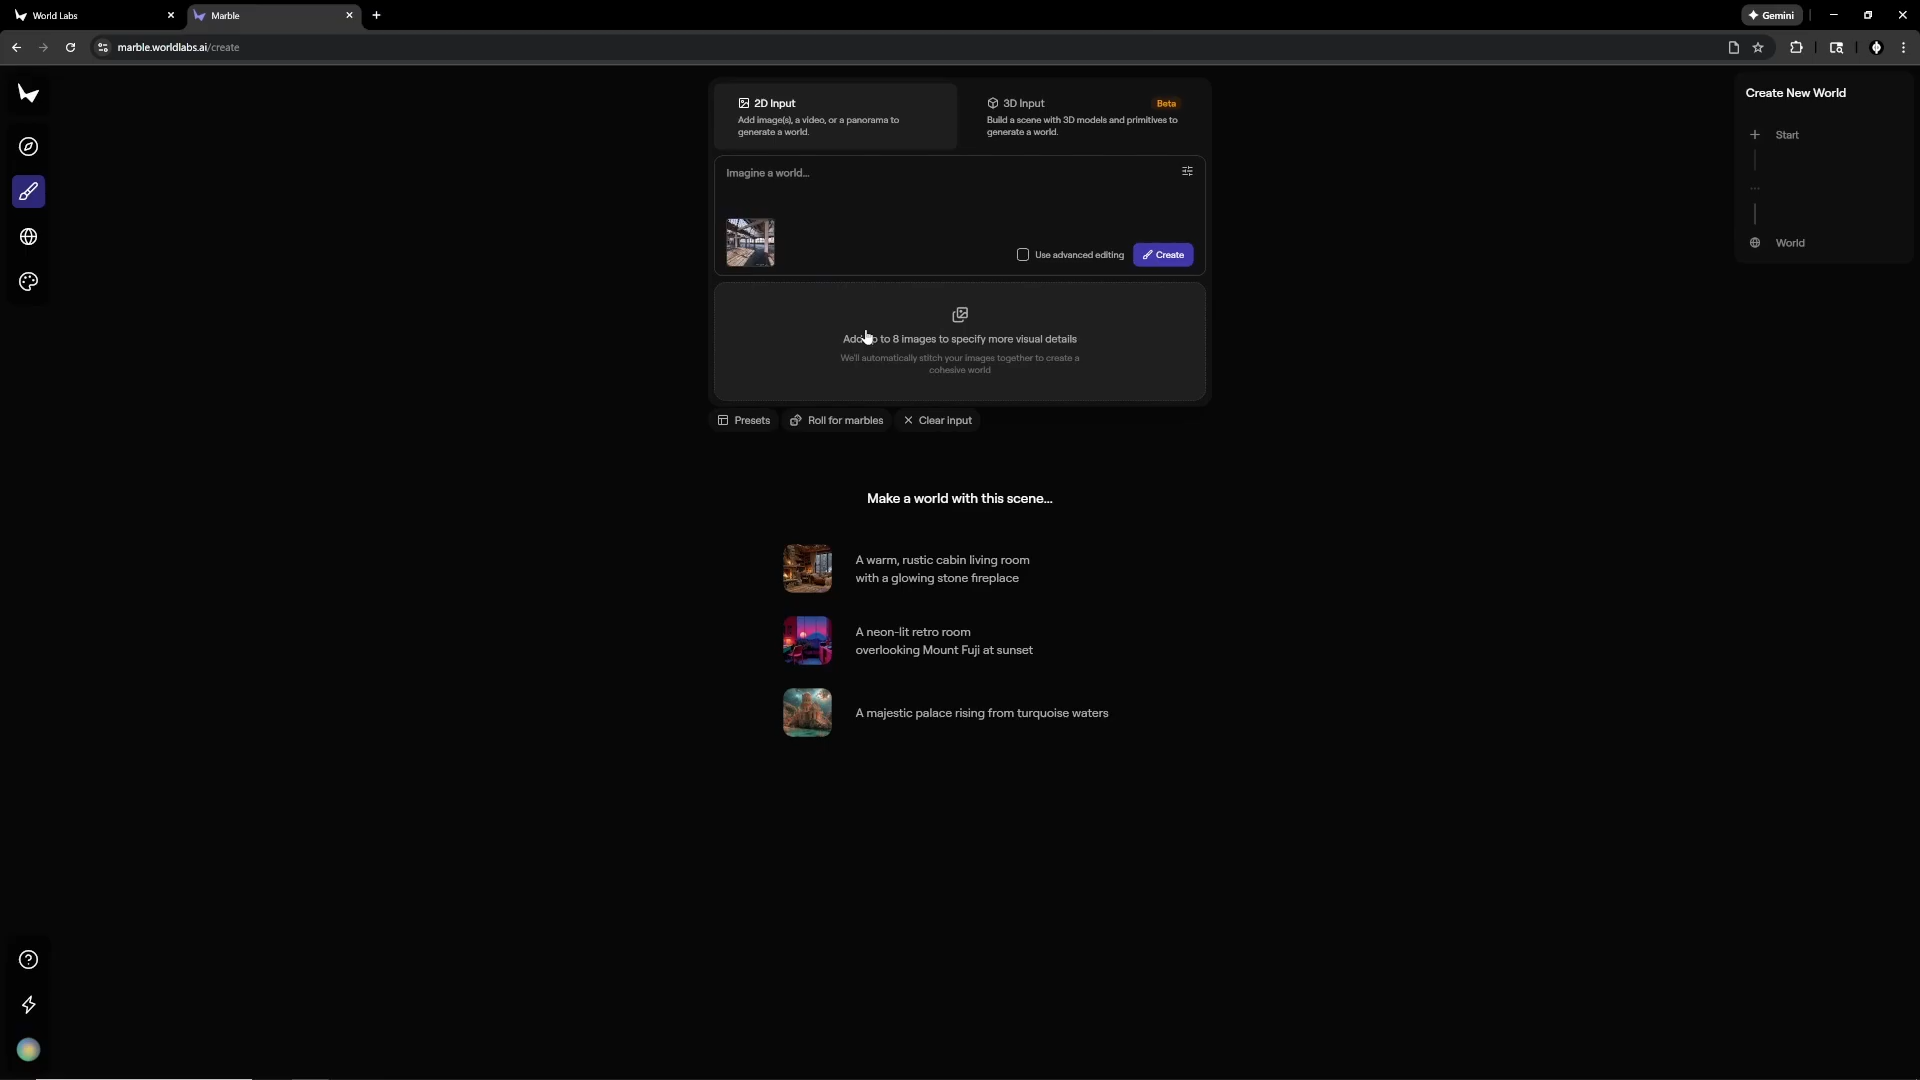 World Labs
Marble
Gemini
marble.worldlabs.ai/create
2D Input
Add image(s), a video, or a panorama to
generate a world.
3D Input
Beta
Build a scene with 3D models and primitives to
generate a world.
Create New World
Start
...
World
Imagine a world...
Use advanced editing
Create
Add to 8 images to specify more visual details
We'll automatically stitch your images together to create a
cohesive world
Presets
Roll for marbles
Clear input
Make a world with this scene...
A warm, rustic cabin living room
with a glowing stone fireplace
A neon-lit retro room
overlooking Mount Fuji at sunset
A majestic palace rising from turquoise waters